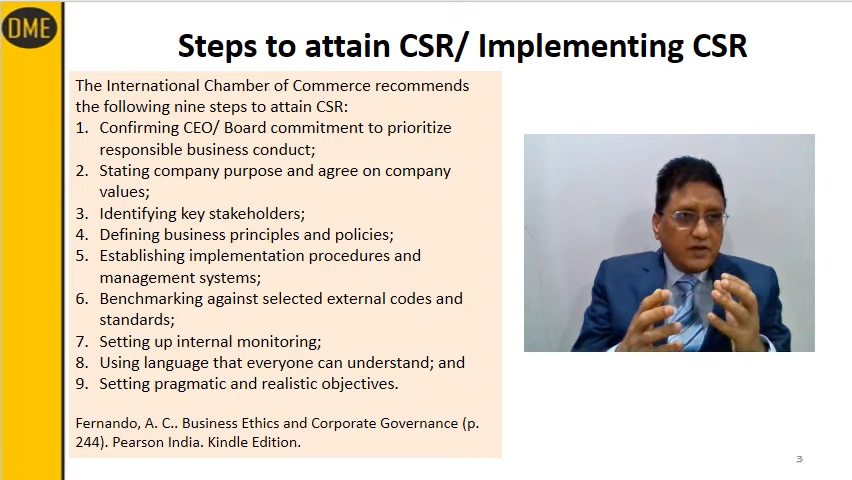 DME
Steps to attain CSR/ Implementing CSR
The International Chamber of Commerce recommends
the following nine steps to attain CSR:
1. Confirming CEO/ Board commitment to prioritize
responsible business conduct;
2. Stating company purpose and agree on company
values;
3. Identifying key stakeholders;
4. Defining business principles and policies;
5. Establishing implementation procedures and
management systems;
6. Benchmarking against selected external codes and
standards;
7. Setting up internal monitoring;
8. Using language that everyone can understand; and
9. Setting pragmatic and realistic objectives.
Fernando, A. C.. Business Ethics and Corporate Governance (p.
244). Pearson India. Kindle Edition.
3